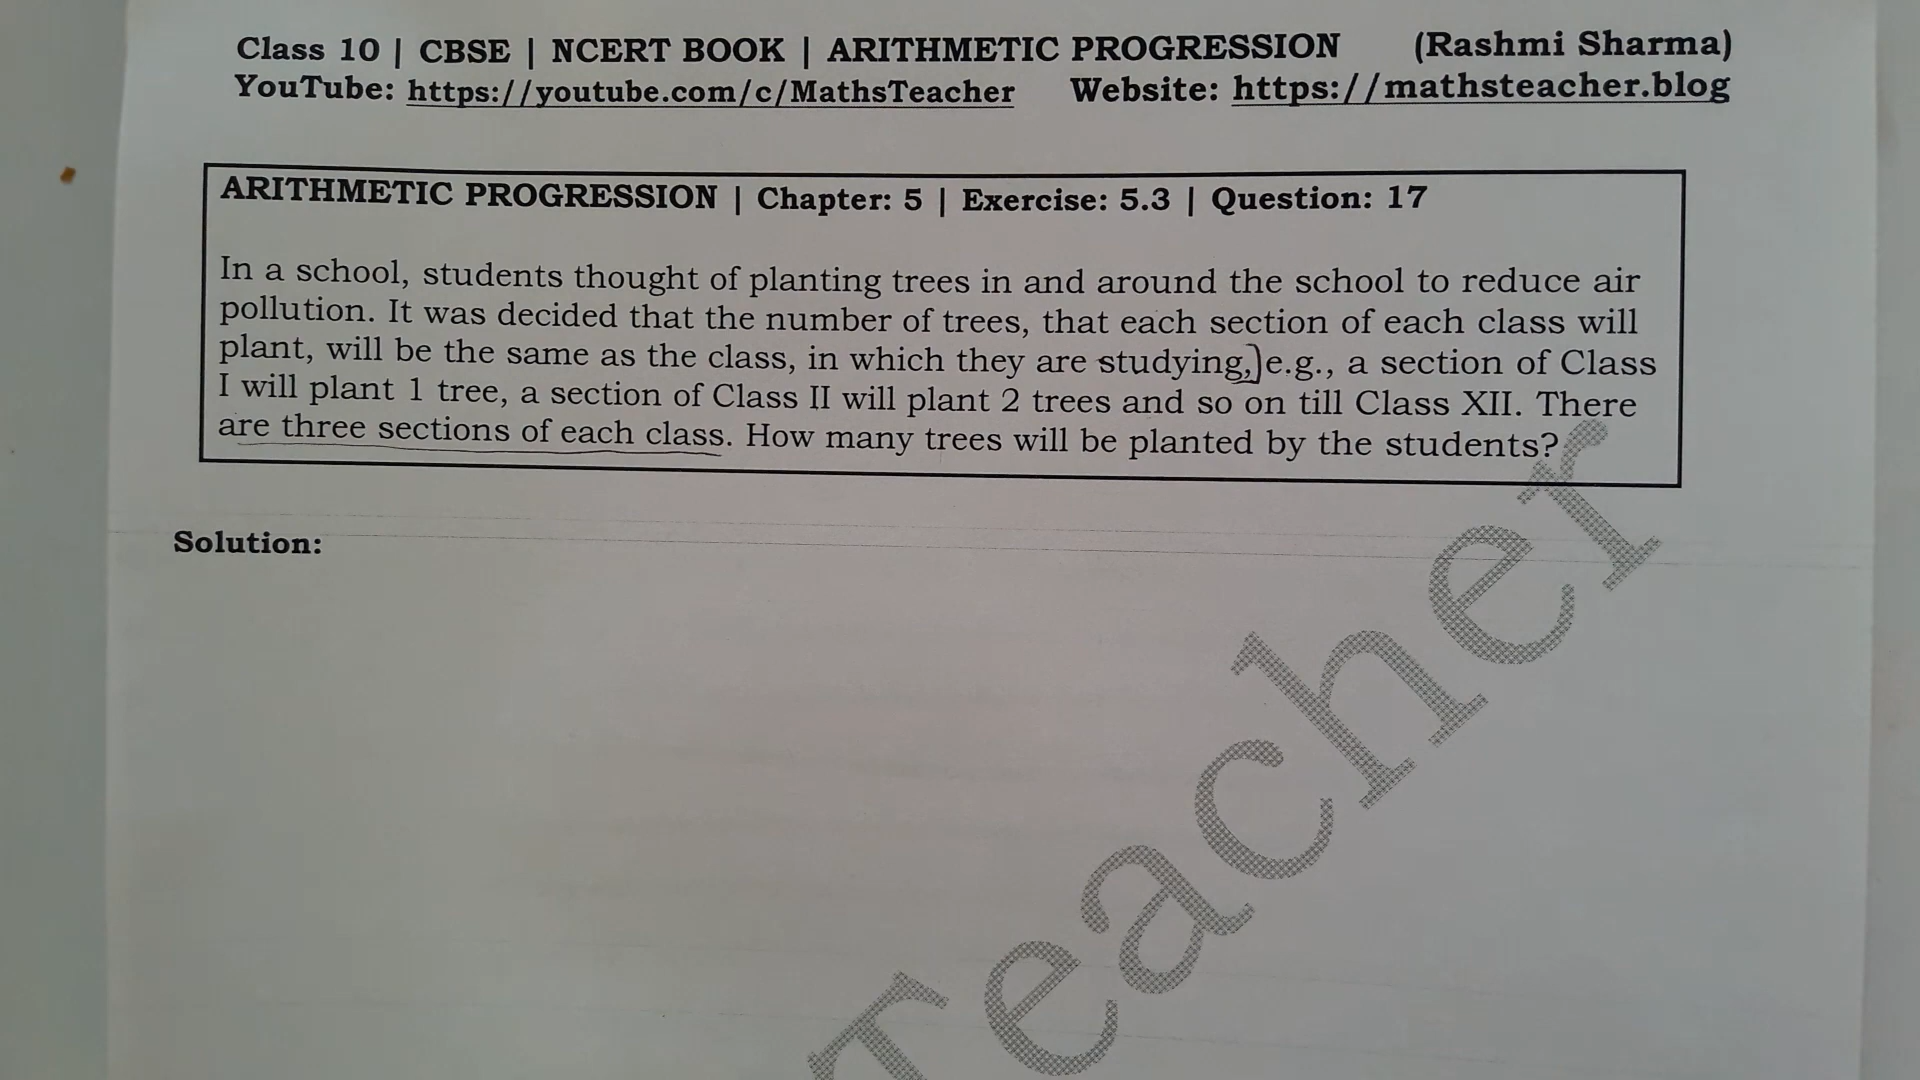 Class 10 | CBSE | NCERT BOOK | ARITHMETIC PROGRESSION (Rashmi Sharma)
YouTube: https://youtube.com/c/MathsTeacher Website: https://mathsteacher.blog
ARITHMETIC PROGRESSION | Chapter: 5 | Exercise: 5.3 | Question: 17
In a school, students thought of planting trees in and around the school to reduce air
pollution. It was decided that the number of trees, that each section of each class will
plant, will be the same as the class, in which they are studying, e.g., a section of Class
I will plant 1 tree, a section of Class II will plant 2 trees and so on till Class XII. There
are three sections of each class. How many trees will be planted by the students?
Solution:
Teacher